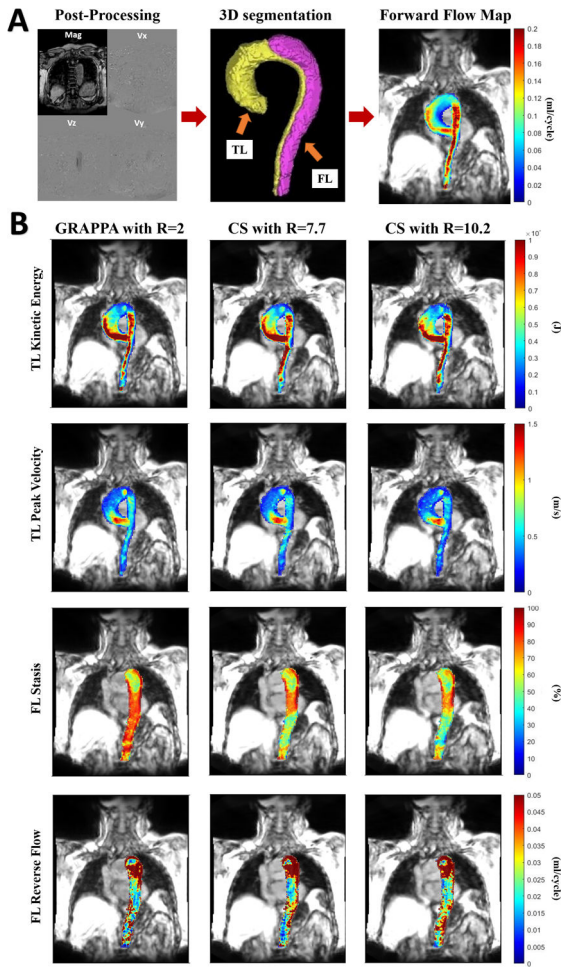 A
Post-Processing
3D segmentation
Forward Flow Map
Mag
Vx
Vz
Vy
TL
FL
0.2
0.18
0.16
0.14
0.12
0.1
0.08
0.06
0.04
0.02
0
(ml/cycle)
B
GRAPPA with R=2
CS with R=7.7
CS with R=10.2
TL Kinetic Energy
1
0.9
0.8
0.7
0.6
0.5
0.4
0.3
0.2
0.1
0
(J)
TL Peak Velocity
1.5
1
0.5
0
(m/s)
FL Stasis
100
90
80
70
60
50
40
30
20
10
0
(%)
FL Reverse Flow
0.05
0.045
0.04
0.035
0.03
0.025
0.02
0.015
0.01
0.005
0
(ml/cycle)